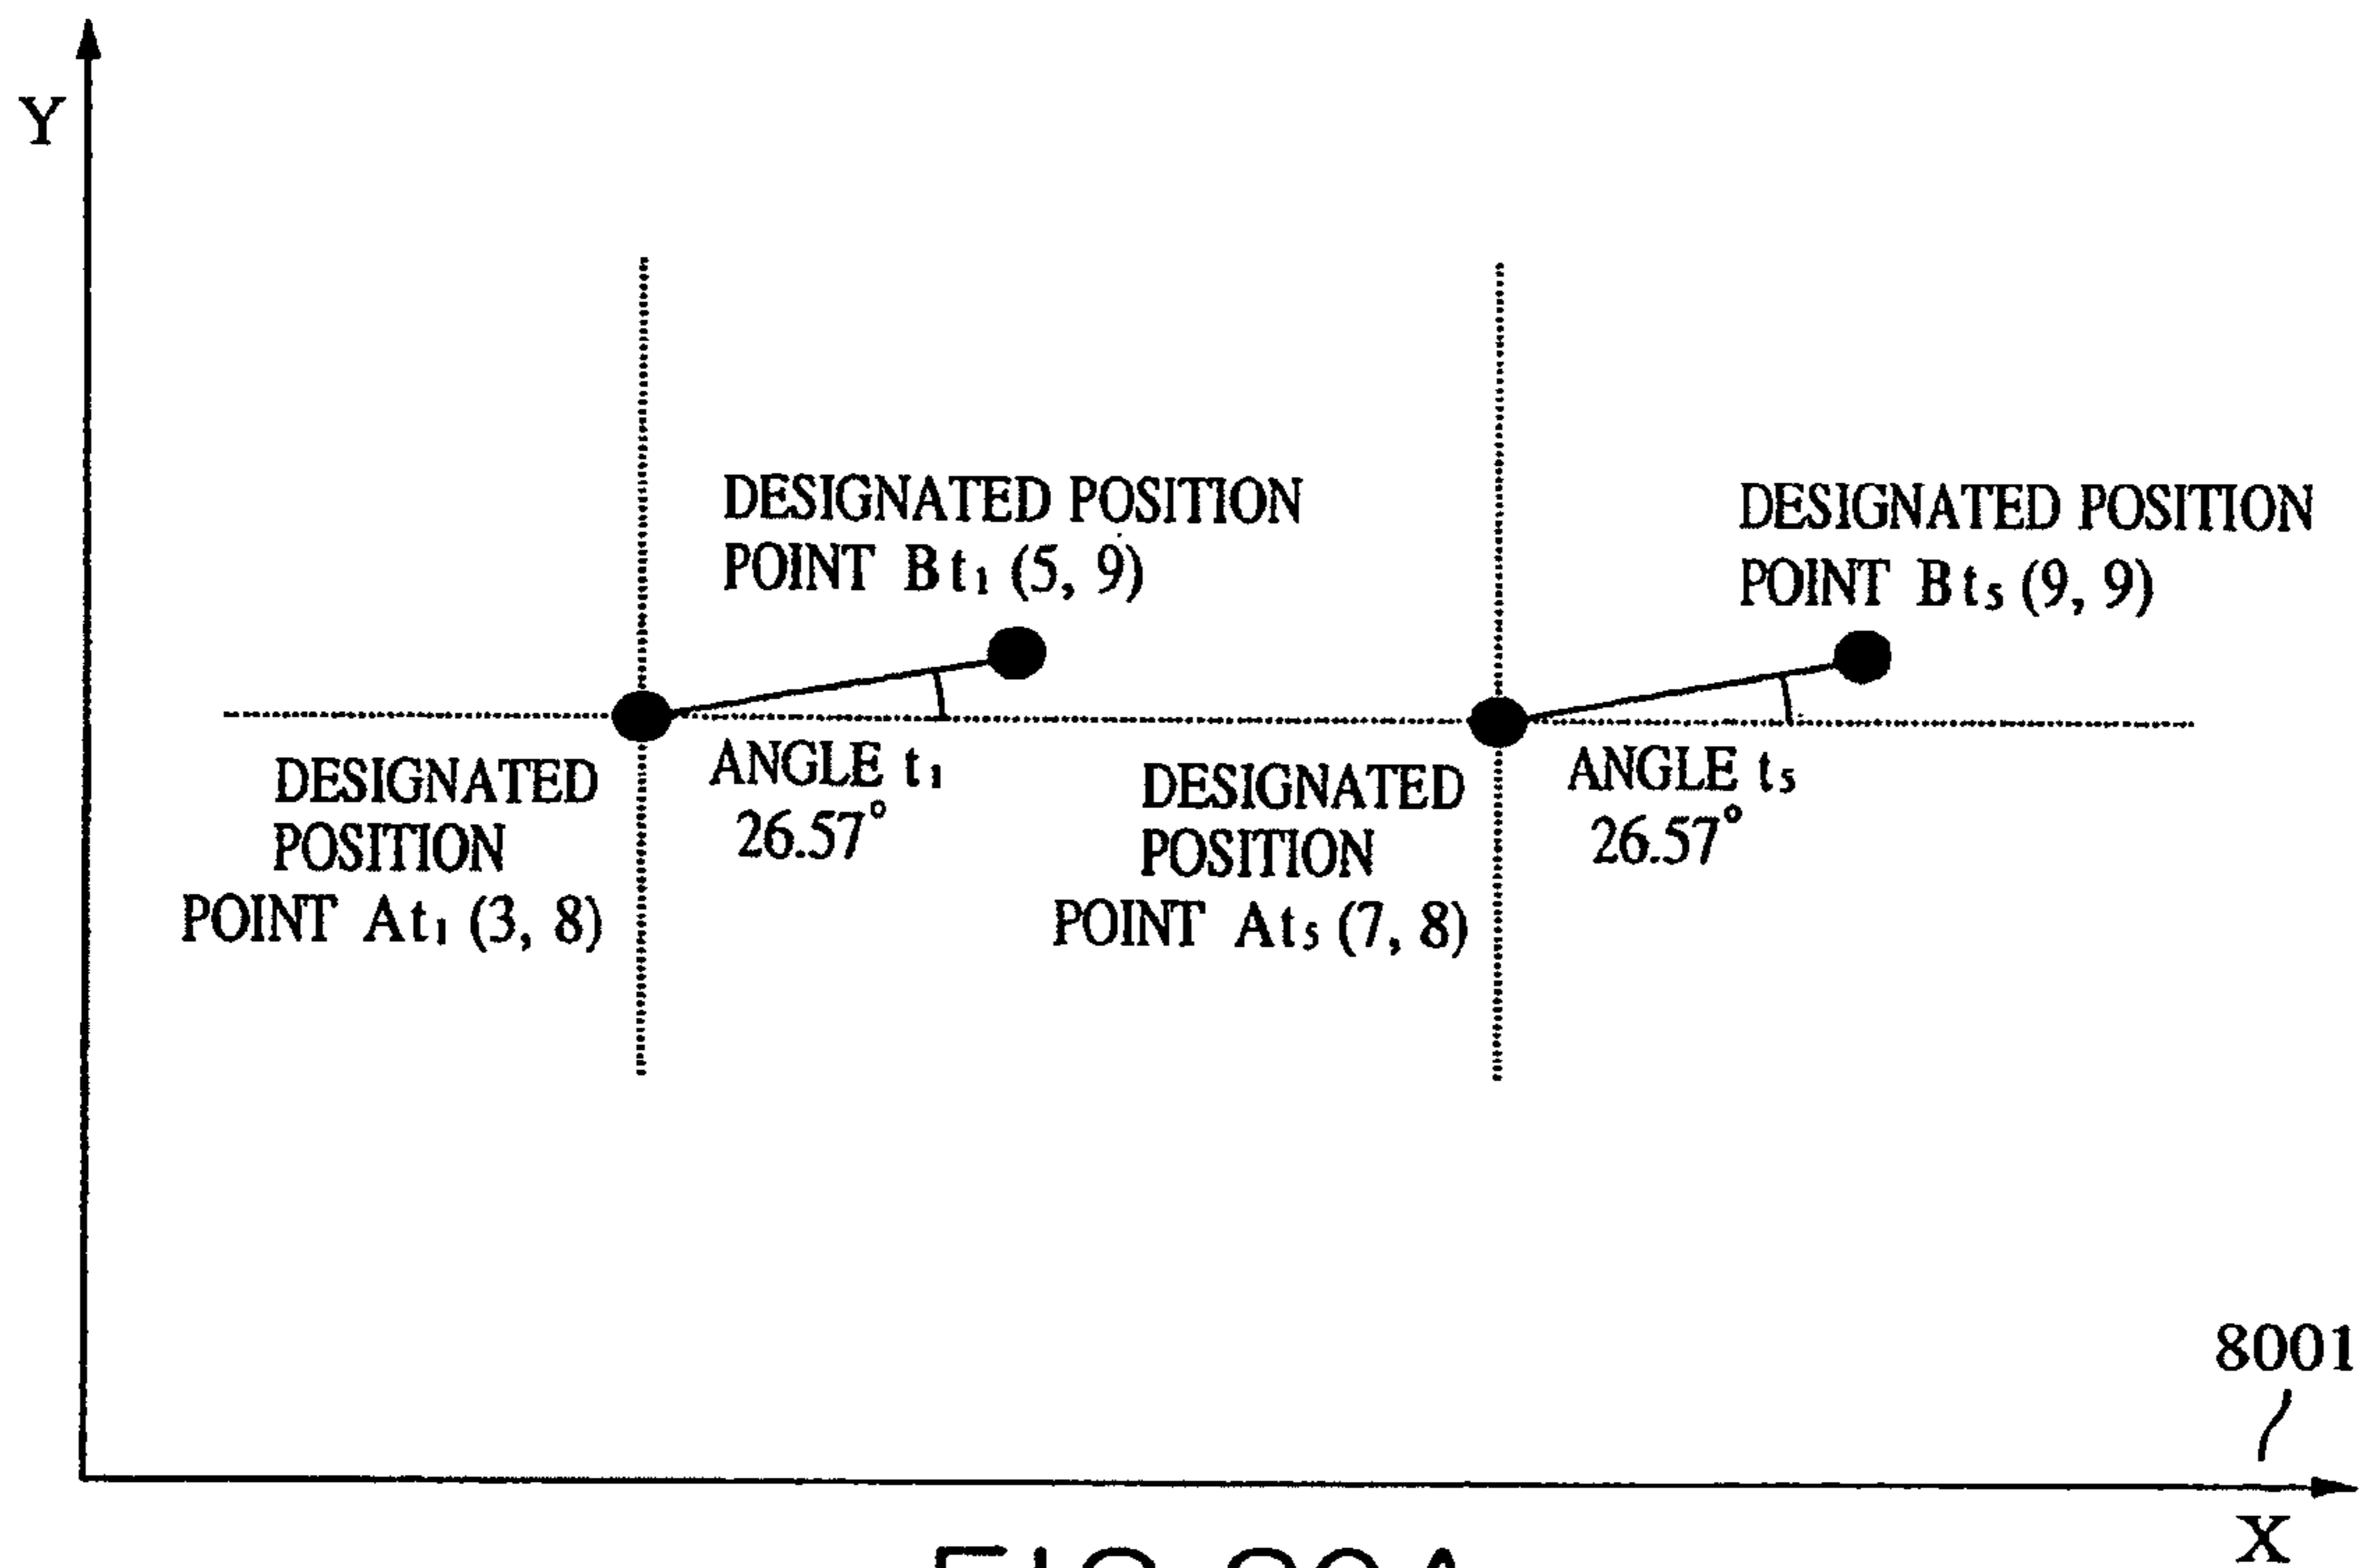 Y
DESIGNATED POSITION
POINT Bt₁ (5, 9)
DESIGNATED POSITION
POINT Bt₅ (9, 9)
DESIGNATED
POSITION
POINT At₁ (3, 8)
ANGLE t₁
26.57°
DESIGNATED
POSITION
POINT At₅ (7, 8)
ANGLE t₅
26.57°
8001
X